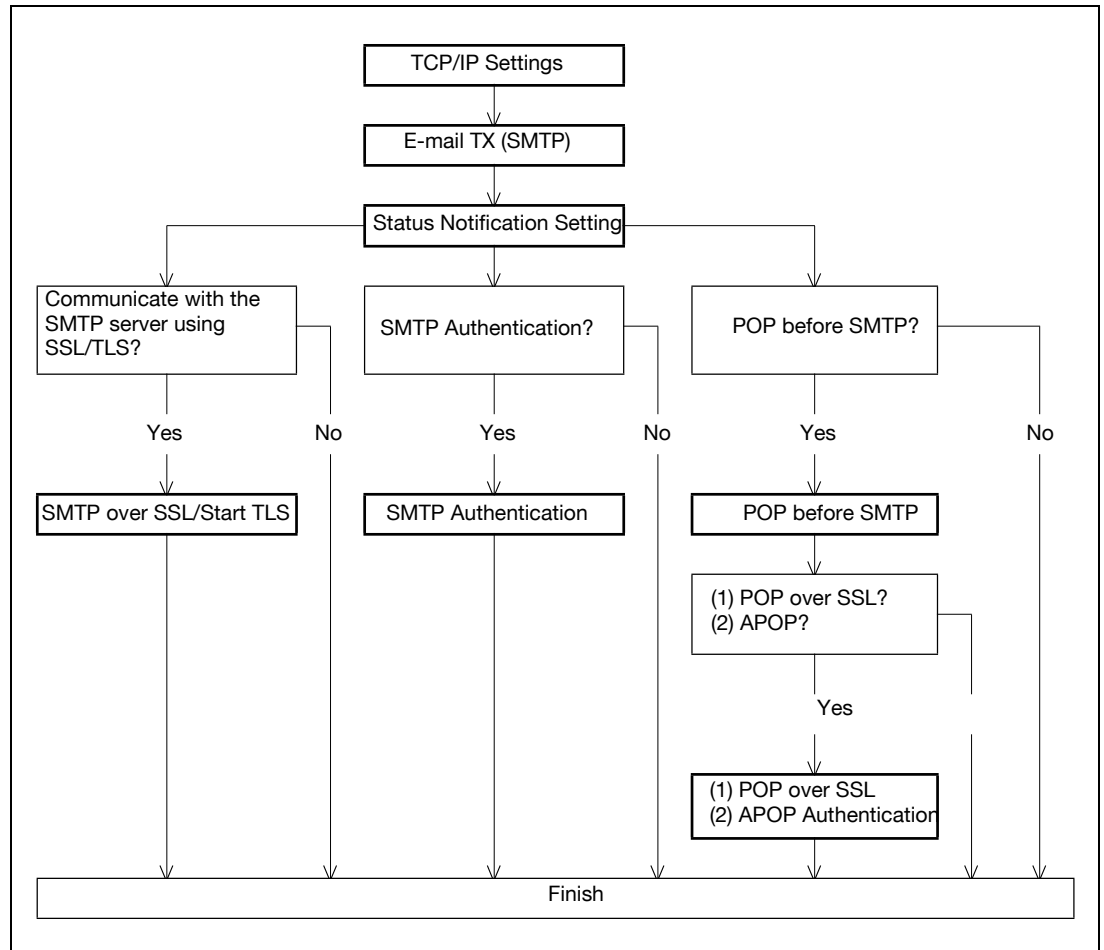 TCP/IP Settings
E-mail TX (SMTP)
Status Notification Setting
Communicate with the
SMTP server using
SSL/TLS?
SMTP Authentication?
POP before SMTP?
Yes
No
Yes
No
Yes
No
SMTP over SSL/Start TLS
SMTP Authentication
POP before SMTP
(1) POP over SSL?
(2) APOP?
Yes
(1) POP over SSL
(2) APOP Authentication
Finish